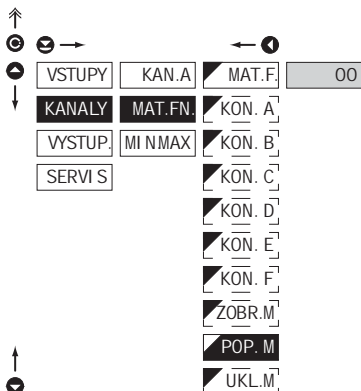 VSTUPY KAN.A MAT.F. 00
KANALY MAT.FN. KON. A
VYSTUP. MINMAX KON. B
SERVIS KON. C
KON. D
KON. E
KON. F
ZOBR.M
POP. M
UKL.M